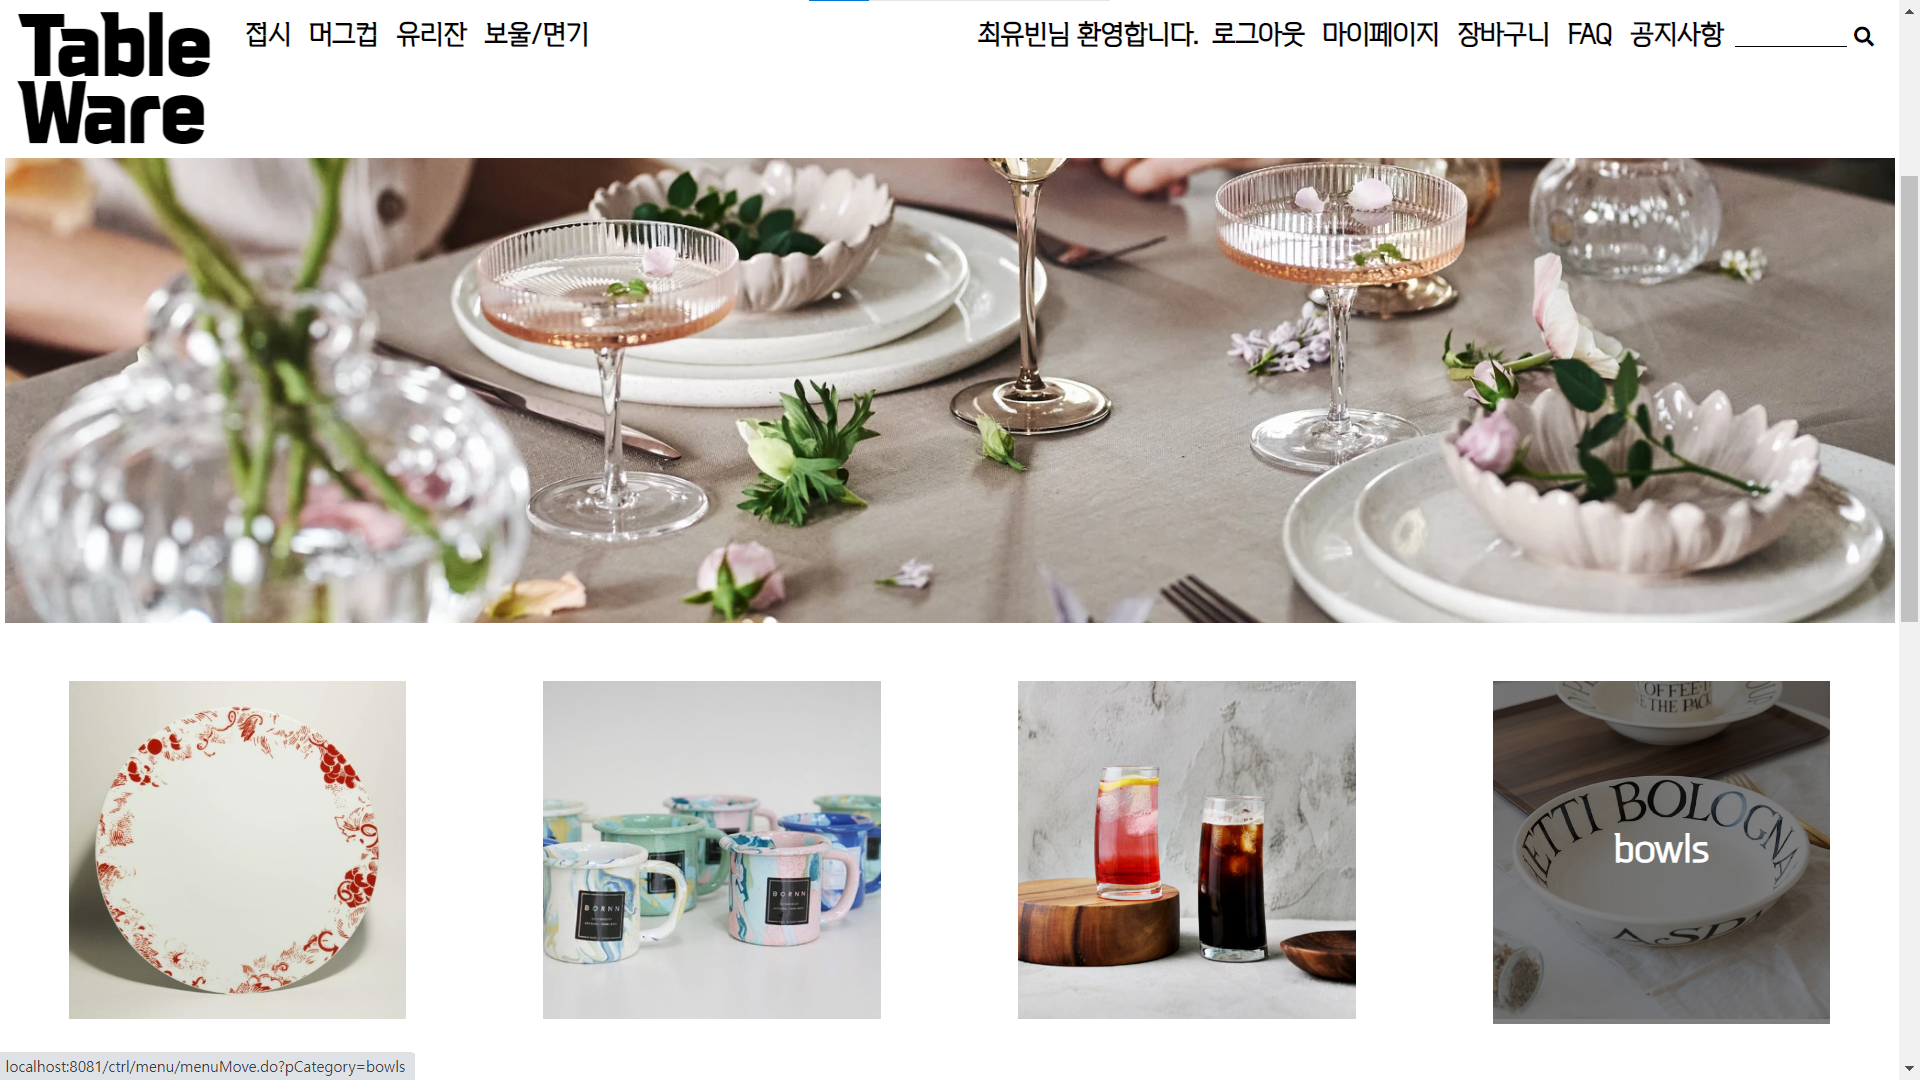 Table
Ware
접시 머그컵 유리잔 보울/면기
최유빈님 환영합니다. 로그아웃 마이페이지 장바구니 FAQ 공지사항
BORNN
BORNN
THE PACK
ETTI BOLOGNA
bowls
localhost:8081/ctrl/menu/menuMove.do?pCategory=bowls